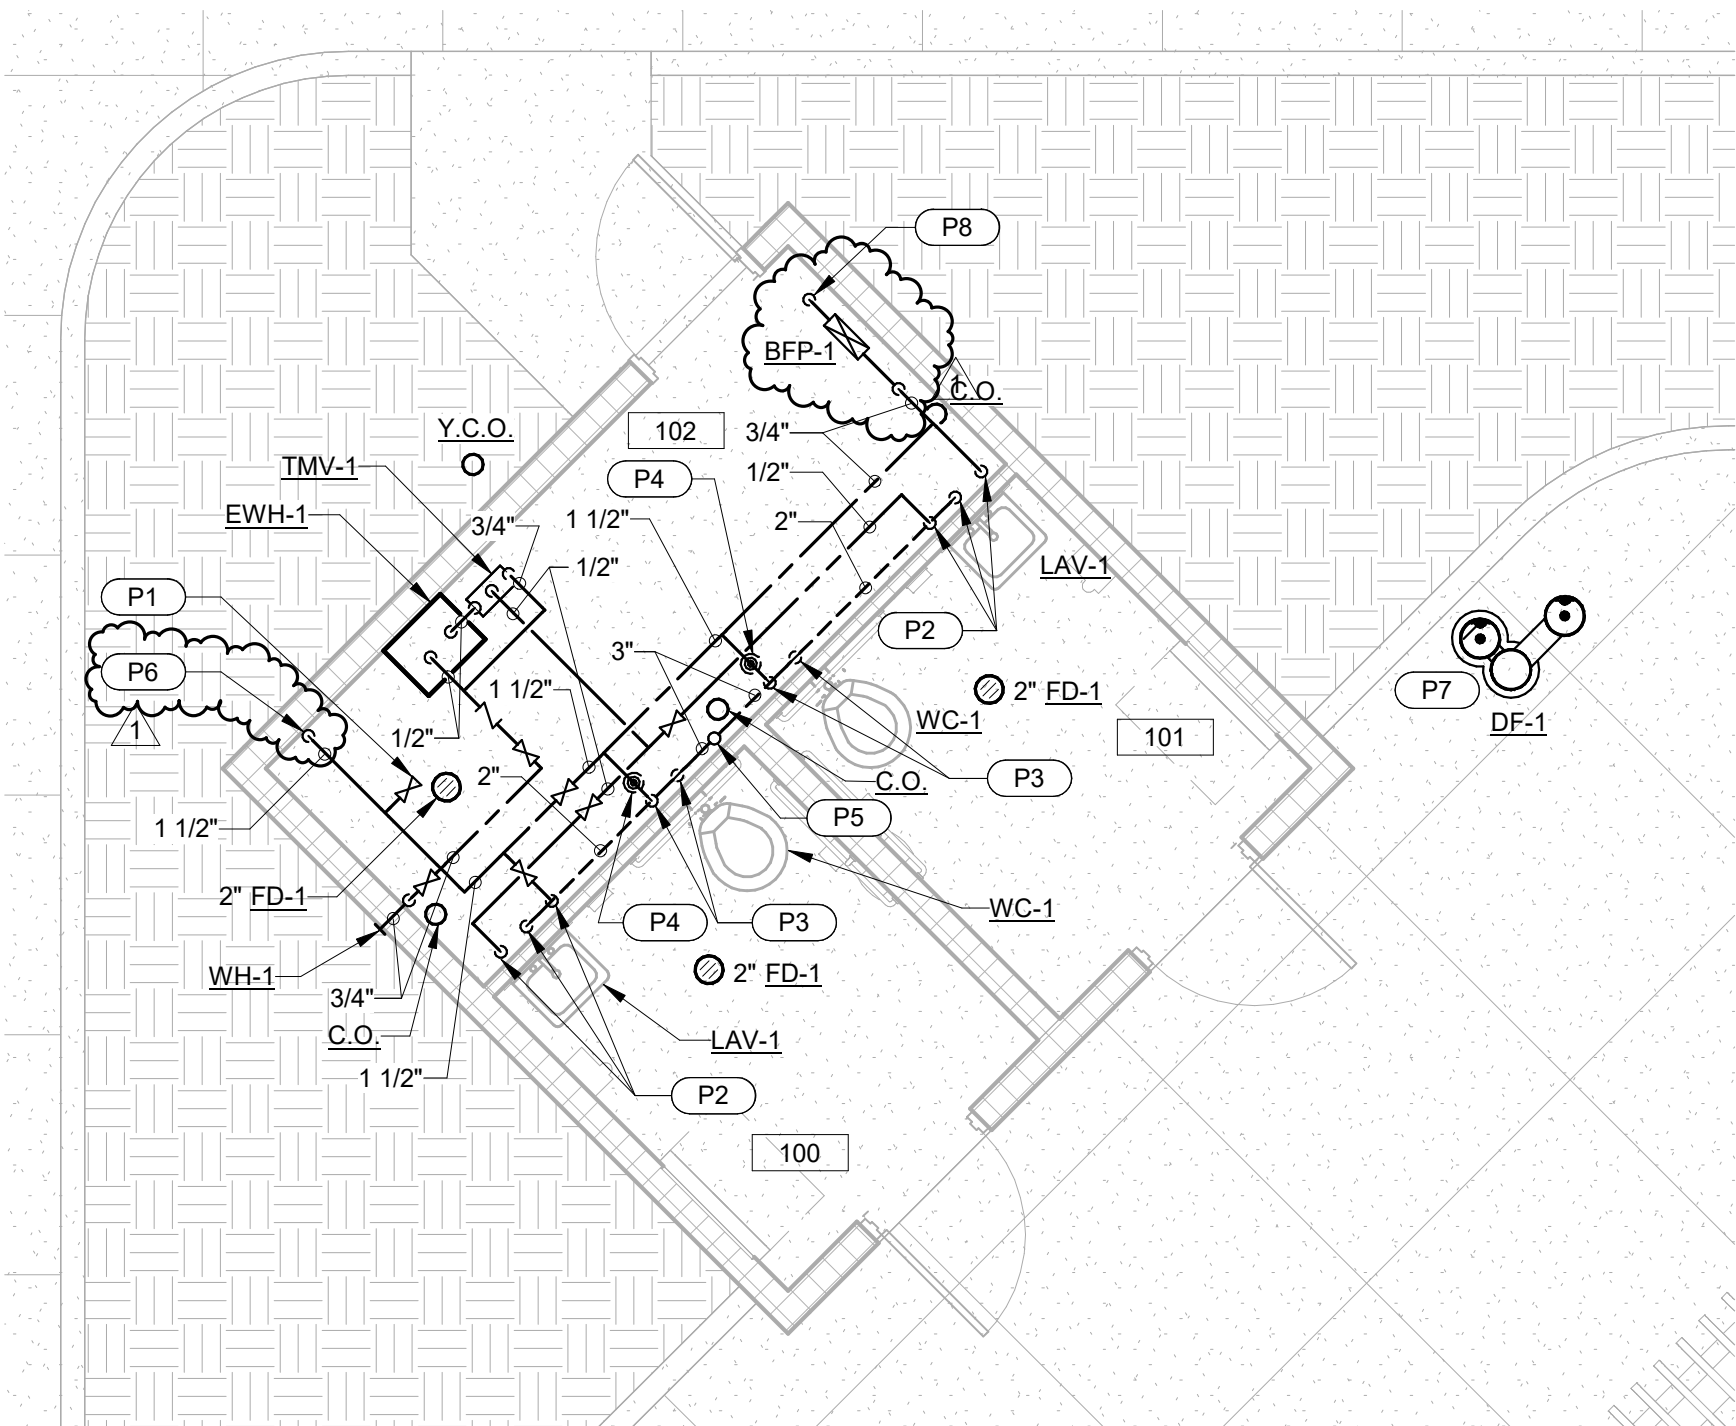 P8
BFP-1
1
C.O.
102
3/4"
Y.C.O.
TMV-1
P4
1/2"
EWH-1
3/4"
1 1/2"
2"
LAV-1
1/2"
P1
P2
3"
P6
1 1/2"
2" FD-1
P7
WC-1
DF-1
1
1/2"
101
2"
C.O.
P3
1 1/2"
P5
2" FD-1
P4
P3
WC-1
WH-1
2" FD-1
3/4"
C.O.
LAV-1
1 1/2"
P2
100